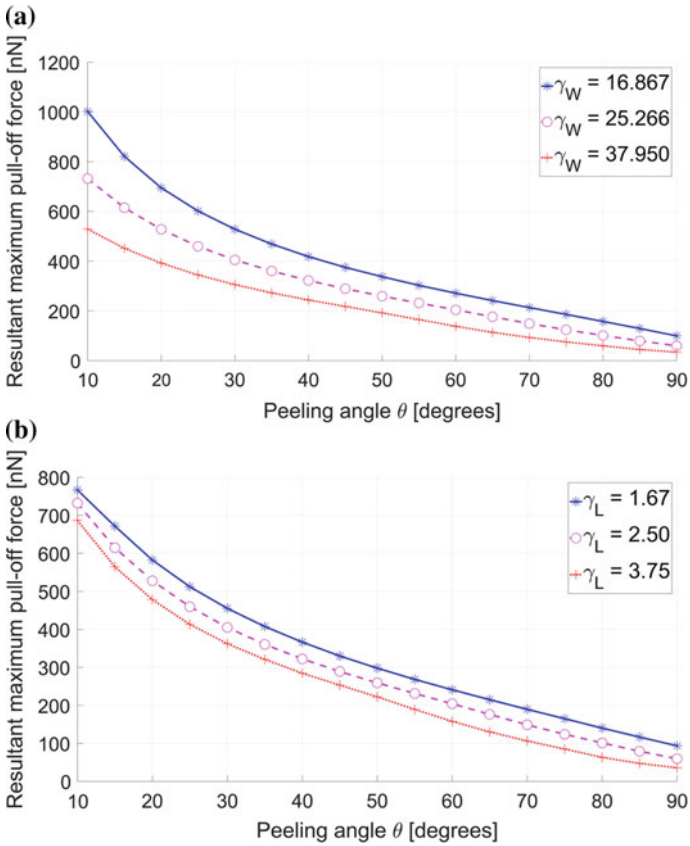 (a)
Resultant maximum pull-off force [nN]
1200
1000
800
600
400
200
0
γW = 16.867
γW = 25.266
γW = 37.950
10 20 30 40 50 60 70 80 90
Peeling angle θ [degrees]
(b)
Resultant maximum pull-off force [nN]
800
700
600
500
400
300
200
100
0
γL = 1.67
γL = 2.50
γL = 3.75
10 20 30 40 50 60 70 80 90
Peeling angle θ [degrees]